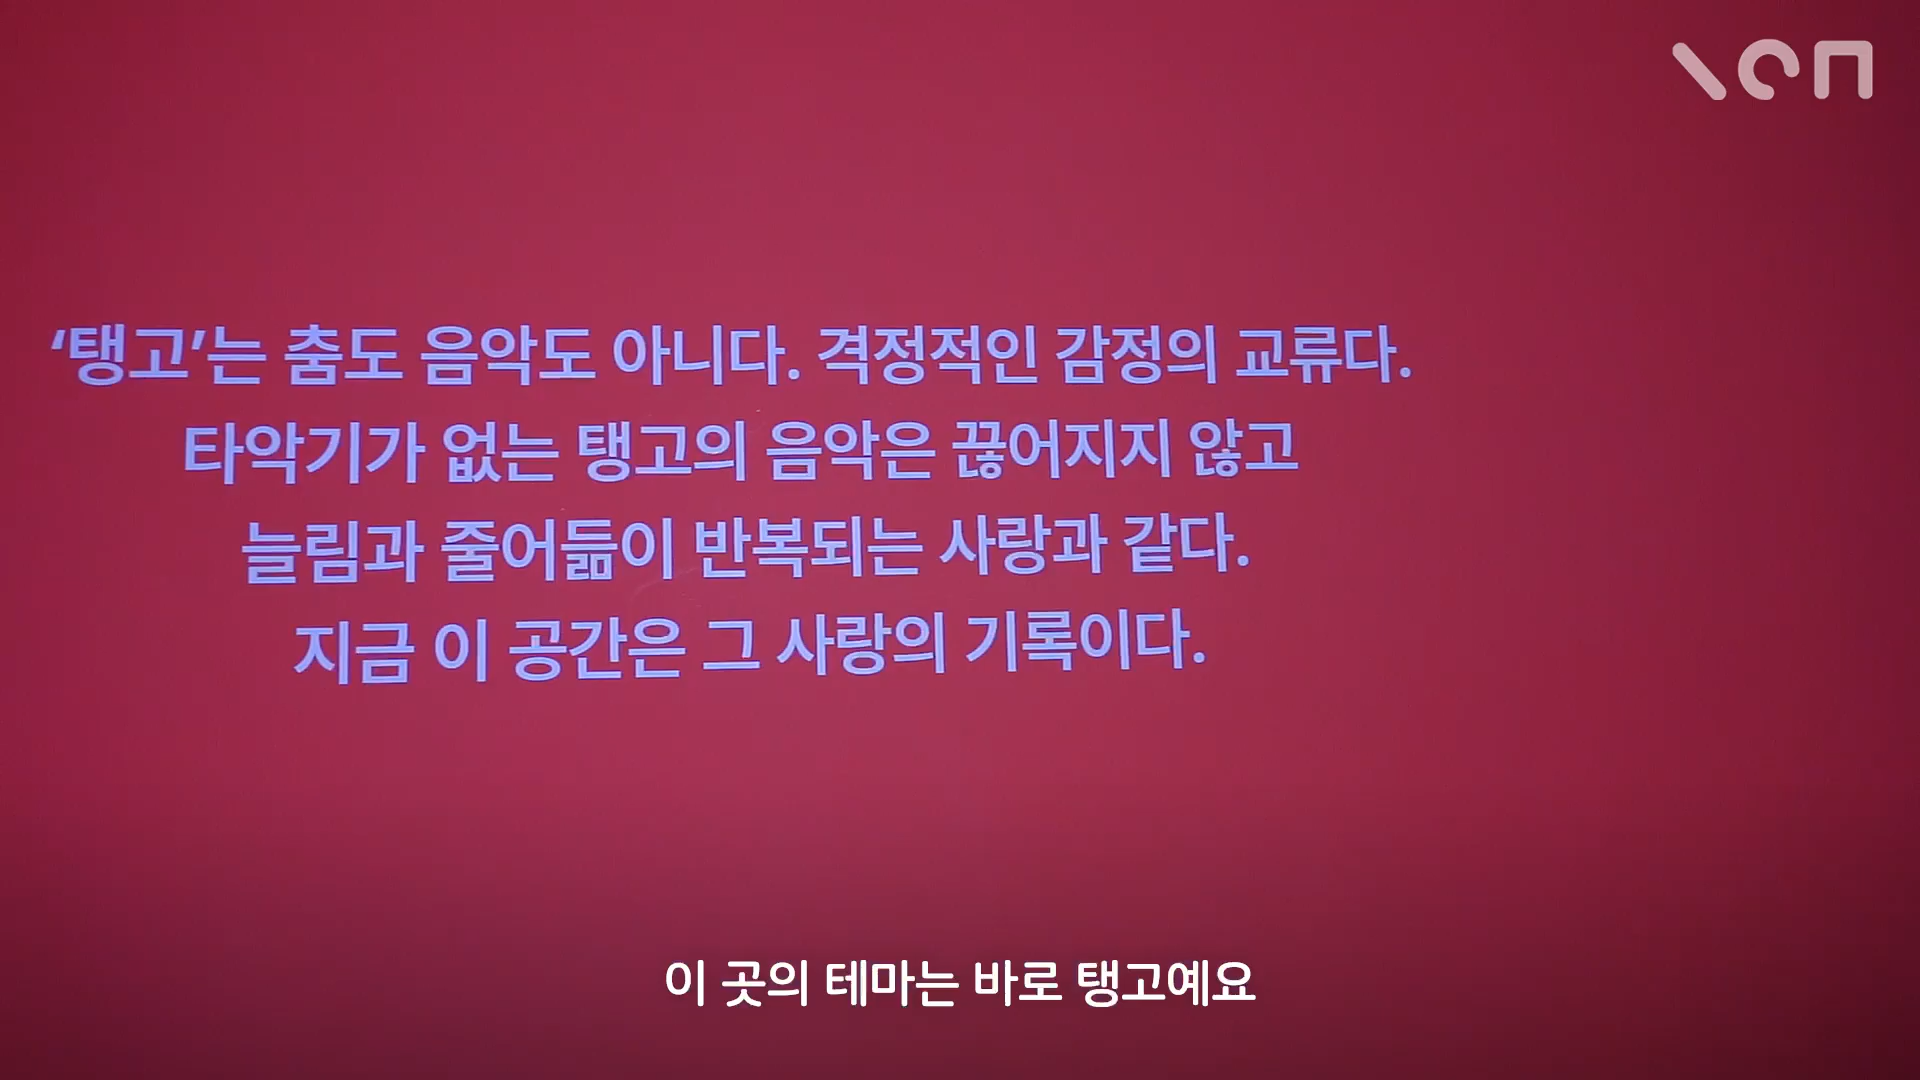 ‘탱고’는 춤도 음악도 아니다. 격정적인 감정의 교류다.
타악기가 없는 탱고의 음악은 끊어지지 않고
늘림과 줄어듦이 반복되는 사랑과 같다.
지금 이 공간은 그 사랑의 기록이다.
이 곳의 테마는 바로 탱고예요